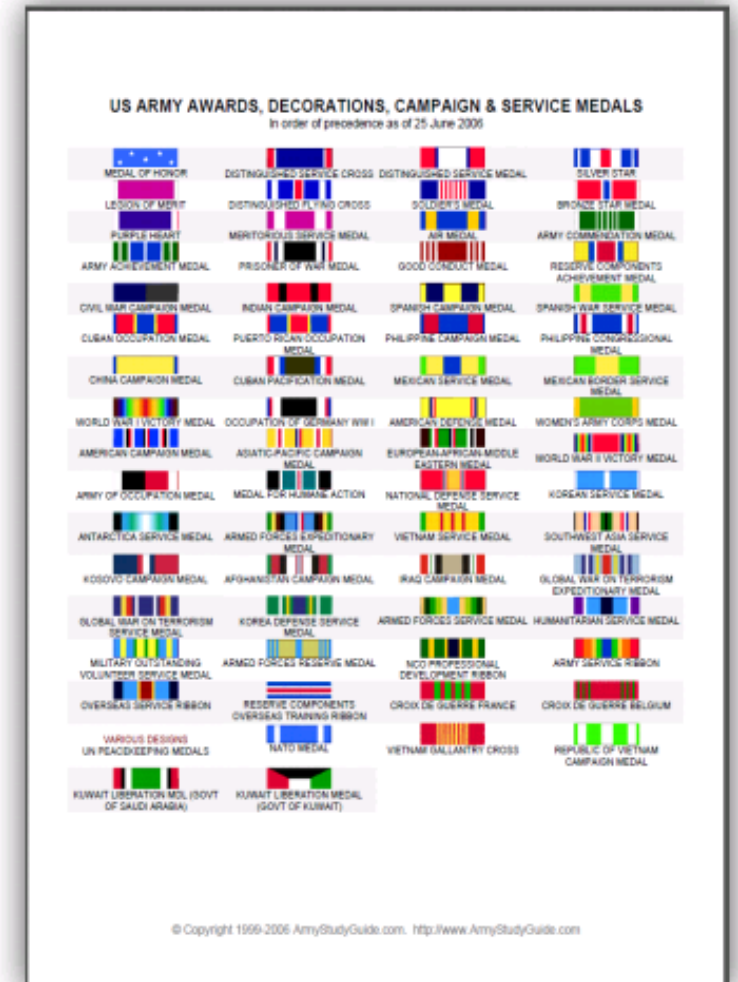 US ARMY AWARDS, DECORATIONS, CAMPAIGN & SERVICE MEDALS
In order of precedence as of 25 June 2006
MEDAL OF HONOR
DISTINGUISHED SERVICE CROSS
DISTINGUISHED SERVICE MEDAL
SILVER STAR
LEGION OF MERIT
DISTINGUISHED FLYING CROSS
SOLDIER'S MEDAL
BRONZE STAR MEDAL
PURPLE HEART
MERITORIOUS SERVICE MEDAL
AIR MEDAL
ARMY COMMENDATION MEDAL
ARMY ACHIEVEMENT MEDAL
PRISONER OF WAR MEDAL
GOOD CONDUCT MEDAL
RESERVE COMPONENTS
ACHIEVEMENT MEDAL
CIVIL WAR CAMPAIGN MEDAL
INDIAN CAMPAIGN MEDAL
SPANISH CAMPAIGN MEDAL
SPANISH WAR SERVICE MEDAL
CUBAN OCCUPATION MEDAL
PUERTO RICAN OCCUPATION
MEDAL
PHILIPPINE CAMPAIGN MEDAL
PHILIPPINE CONGRESSIONAL
MEDAL
CHINA CAMPAIGN MEDAL
CUBAN PACIFICATION MEDAL
MEXICAN SERVICE MEDAL
MEXICAN BORDER SERVICE
MEDAL
WORLD WAR I VICTORY MEDAL
OCCUPATION OF GERMANY WW I
AMERICAN DEFENSE MEDAL
WOMEN'S ARMY CORPS MEDAL
AMERICAN CAMPAIGN MEDAL
ASIATIC-PACIFIC CAMPAIGN
MEDAL
EUROPEAN-AFRICAN-MIDDLE
EASTERN MEDAL
WORLD WAR II VICTORY MEDAL
ARMY OF OCCUPATION MEDAL
MEDAL FOR HUMANE ACTION
NATIONAL DEFENSE SERVICE
MEDAL
KOREAN SERVICE MEDAL
ANTARCTICA SERVICE MEDAL
ARMED FORCES EXPEDITIONARY
MEDAL
VIETNAM SERVICE MEDAL
SOUTHWEST ASIA SERVICE
MEDAL
KOSOVO CAMPAIGN MEDAL
AFGHANISTAN CAMPAIGN MEDAL
IRAQ CAMPAIGN MEDAL
GLOBAL WAR ON TERRORISM
EXPEDITIONARY MEDAL
GLOBAL WAR ON TERRORISM
SERVICE MEDAL
KOREA DEFENSE SERVICE
MEDAL
ARMED FORCES SERVICE MEDAL
HUMANITARIAN SERVICE MEDAL
MILITARY OUTSTANDING
VOLUNTEER SERVICE MEDAL
ARMED FORCES RESERVE MEDAL
NCO PROFESSIONAL
DEVELOPMENT RIBBON
ARMY SERVICE RIBBON
OVERSEAS SERVICE RIBBON
RESERVE COMPONENTS
OVERSEAS TRAINING RIBBON
CROIX DE GUERRE FRANCE
CROIX DE GUERRE BELGIUM
VARIOUS DESIGNS
UN PEACEKEEPING MEDALS
NATO MEDAL
VIETNAM GALLANTRY CROSS
REPUBLIC OF VIETNAM
CAMPAIGN MEDAL
KUWAIT LIBERATION MDL (GOVT
OF SAUDI ARABIA)
KUWAIT LIBERATION MEDAL
(GOVT OF KUWAIT)
© Copyright 1999-2006 ArmyStudyGuide.com. http://www.ArmyStudyGuide.com